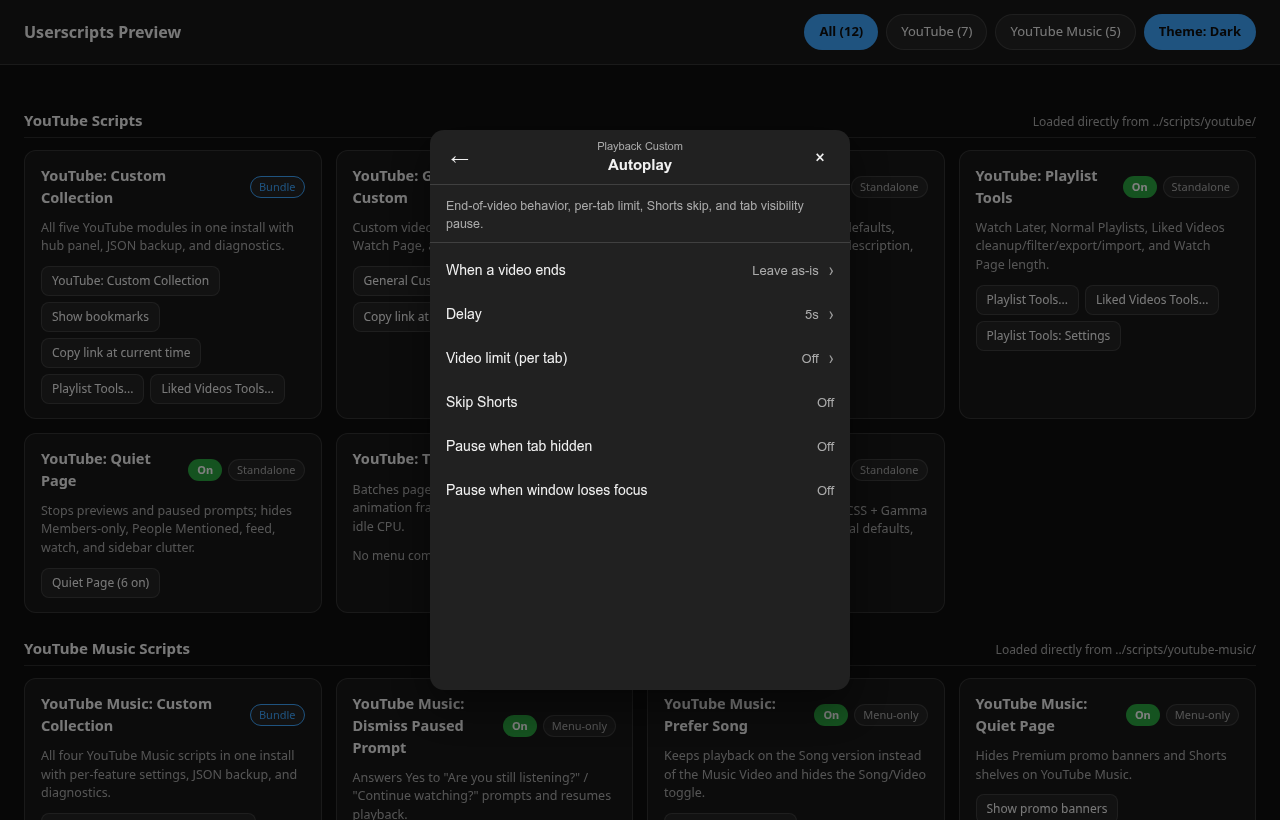 Userscripts Preview
All (12)
YouTube (7)
YouTube Music (5)
Theme: Dark
YouTube Scripts
Loaded directly from ../scripts/youtube/
YouTube: Custom
Collection
Bundle
All five YouTube modules in one install with
hub panel, JSON backup, and diagnostics.
YouTube: Custom Collection
Show bookmarks
Copy link at current time
Playlist Tools...
Liked Videos Tools...
YouTube: G
Custom
Custom video
Watch Page, a
General Cus
Copy link at
Standalone
efaults,
escription,
YouTube: Playlist
Tools
On
Standalone
Watch Later, Normal Playlists, Liked Videos
cleanup/filter/export/import, and Watch
Page length.
Playlist Tools...
Liked Videos Tools...
Playlist Tools: Settings
←
Playback Custom
Autoplay
×
End-of-video behavior, per-tab limit, Shorts skip, and tab visibility
pause.
When a video ends
Leave as-is ›
Delay
5s ›
Video limit (per tab)
Off ›
Skip Shorts
Off
Pause when tab hidden
Off
Pause when window loses focus
Off
YouTube: Quiet
Page
On
Standalone
Stops previews and paused prompts; hides
Members-only, People Mentioned, feed,
watch, and sidebar clutter.
Quiet Page (6 on)
YouTube: T
Batches page
animation fra
idle CPU.
No menu com
Standalone
CSS + Gamma
al defaults,
YouTube Music Scripts
Loaded directly from ../scripts/youtube-music/
YouTube Music: Custom
Collection
Bundle
All four YouTube Music scripts in one install
with per-feature settings, JSON backup, and
diagnostics.
YouTube Music:
Dismiss Paused
Prompt
On
Menu-only
Answers Yes to "Are you still listening?" /
"Continue watching?" prompts and resumes
playback.
YouTube Music:
Prefer Song
On
Menu-only
Keeps playback on the Song version instead
of the Music Video and hides the Song/Video
toggle.
YouTube Music:
Quiet Page
On
Menu-only
Hides Premium promo banners and Shorts
shelves on YouTube Music.
Show promo banners